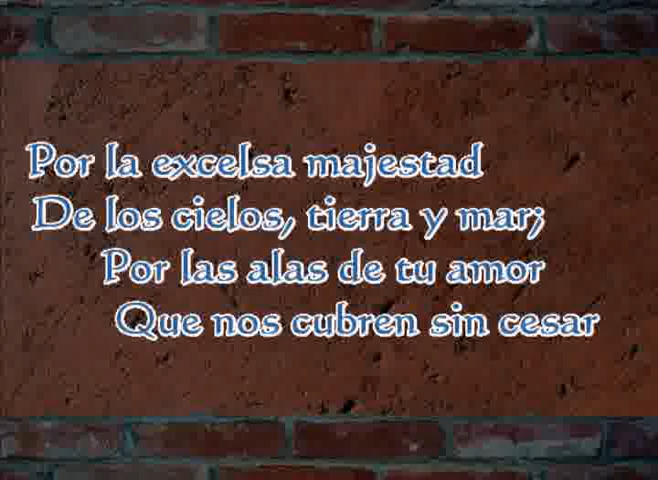 Por la excelsa majestad
De los cielos, tierra y mar;
Por las alas de tu amor
Que nos cubren sin cesar